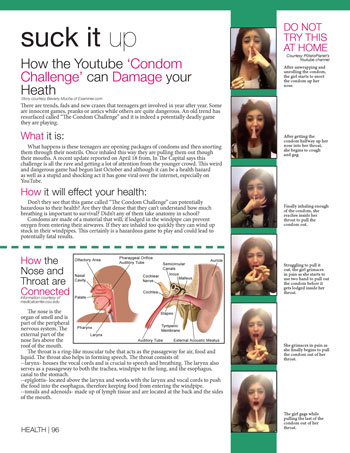 suck it up
How the Youtube 'Condom
Challenge' can Damage your
Heath
Story courtesy Beverly Mucha of Examiner.com
There are trends, fads and new crazes that teenagers get involved in year after year. Some
are innocent games, pranks or antics while others are quite dangerous. An old trend has
resurfaced called "The Condom Challenge" and it is indeed a potentially deadly game
they are playing.
What it is:
What happens is these teenagers are opening packages of condoms and then snorting
them through their nostrils. Once inhaled this way they are pulling them out though
their mouths. A recent update reported on April 18 from, In The Capital says this
challenge is all the rave and getting a lot of attention from the younger crowd. This weird
and dangerous game had begun last October and although it can be a health hazard
as well as a stupid and shocking act it has gone viral over the internet, especially on
YouTube.
How it will effect your health:
Don't they see that this game called "The Condom Challenge" can potentially
hazardous to their health? Are they that dense that they can't understand how much
breathing is important to survival? Didn't any of them take anatomy in school?
Condoms are made of a material that will, if lodged in the windpipe can prevent
oxygen from entering their airways. If they are inhaled too quickly they can wind up
stuck in their windpipes. This certainly is a hazardous game to play and could lead to
potentially fatal results.
How the
Nose and
Throat are
Connected
Information courtesy of
The nose is the
organ of smell and is
part of the peripheral
nervous system. The
external part of the
nose lies above the
roof of the mouth.
The throat is a ring-like muscular tube that acts as the passageway for air, food and
liquid. The throat also helps in forming speech. The throat consists of:
--larynx- houses the vocal cords and is crucial to speech and breathing. The larynx also
serves as a passageway to both the trachea, windpipe to the lung, and the esophagus,
canal to the stomach.
--epiglottis- located above the larynx and works with the larynx and vocal cords to push
the food into the esophagus, therefore keeping food from entering the windpipe.
--tonsils and adenoids- made up of lymph tissue and are located at the back and the sides
of the mouth.
Olfactory Area
Pharyngeal Orifice
Auditory Tube
Semicircular
Canals
Auricle
Nasal
Cavity
Cochlear
Nerve
Incus
Malleus
Palate
Cochlea
Pharynx
Stapes
Tympanic
Membrane
Larynx
Auditory Tube
External Acoustic Meatus
HEALTH | 96
DO NOT
TRY THIS
AT HOME
Courtesy
Youtube channel
After unwrapping and
unrolling the condom,
the girl starts to snort
the condom up her
nose.
After getting the
condom halfway up her
nose into her throat,
she begins to cough
and gag.
Finally inhaling enough
of the condom, she
reaches inside her
throat to pull the
condom out.
Struggling to pull it
out, the girl grimaces
in pain as she starts to
use two hand to pull out
the condom before it
gets lodged inside her
throat.
She grimaces in pain as
she finally begins to pull
the condom out of her
throat.
The girl gags while
pulling the last of the
condom out of her
throat.